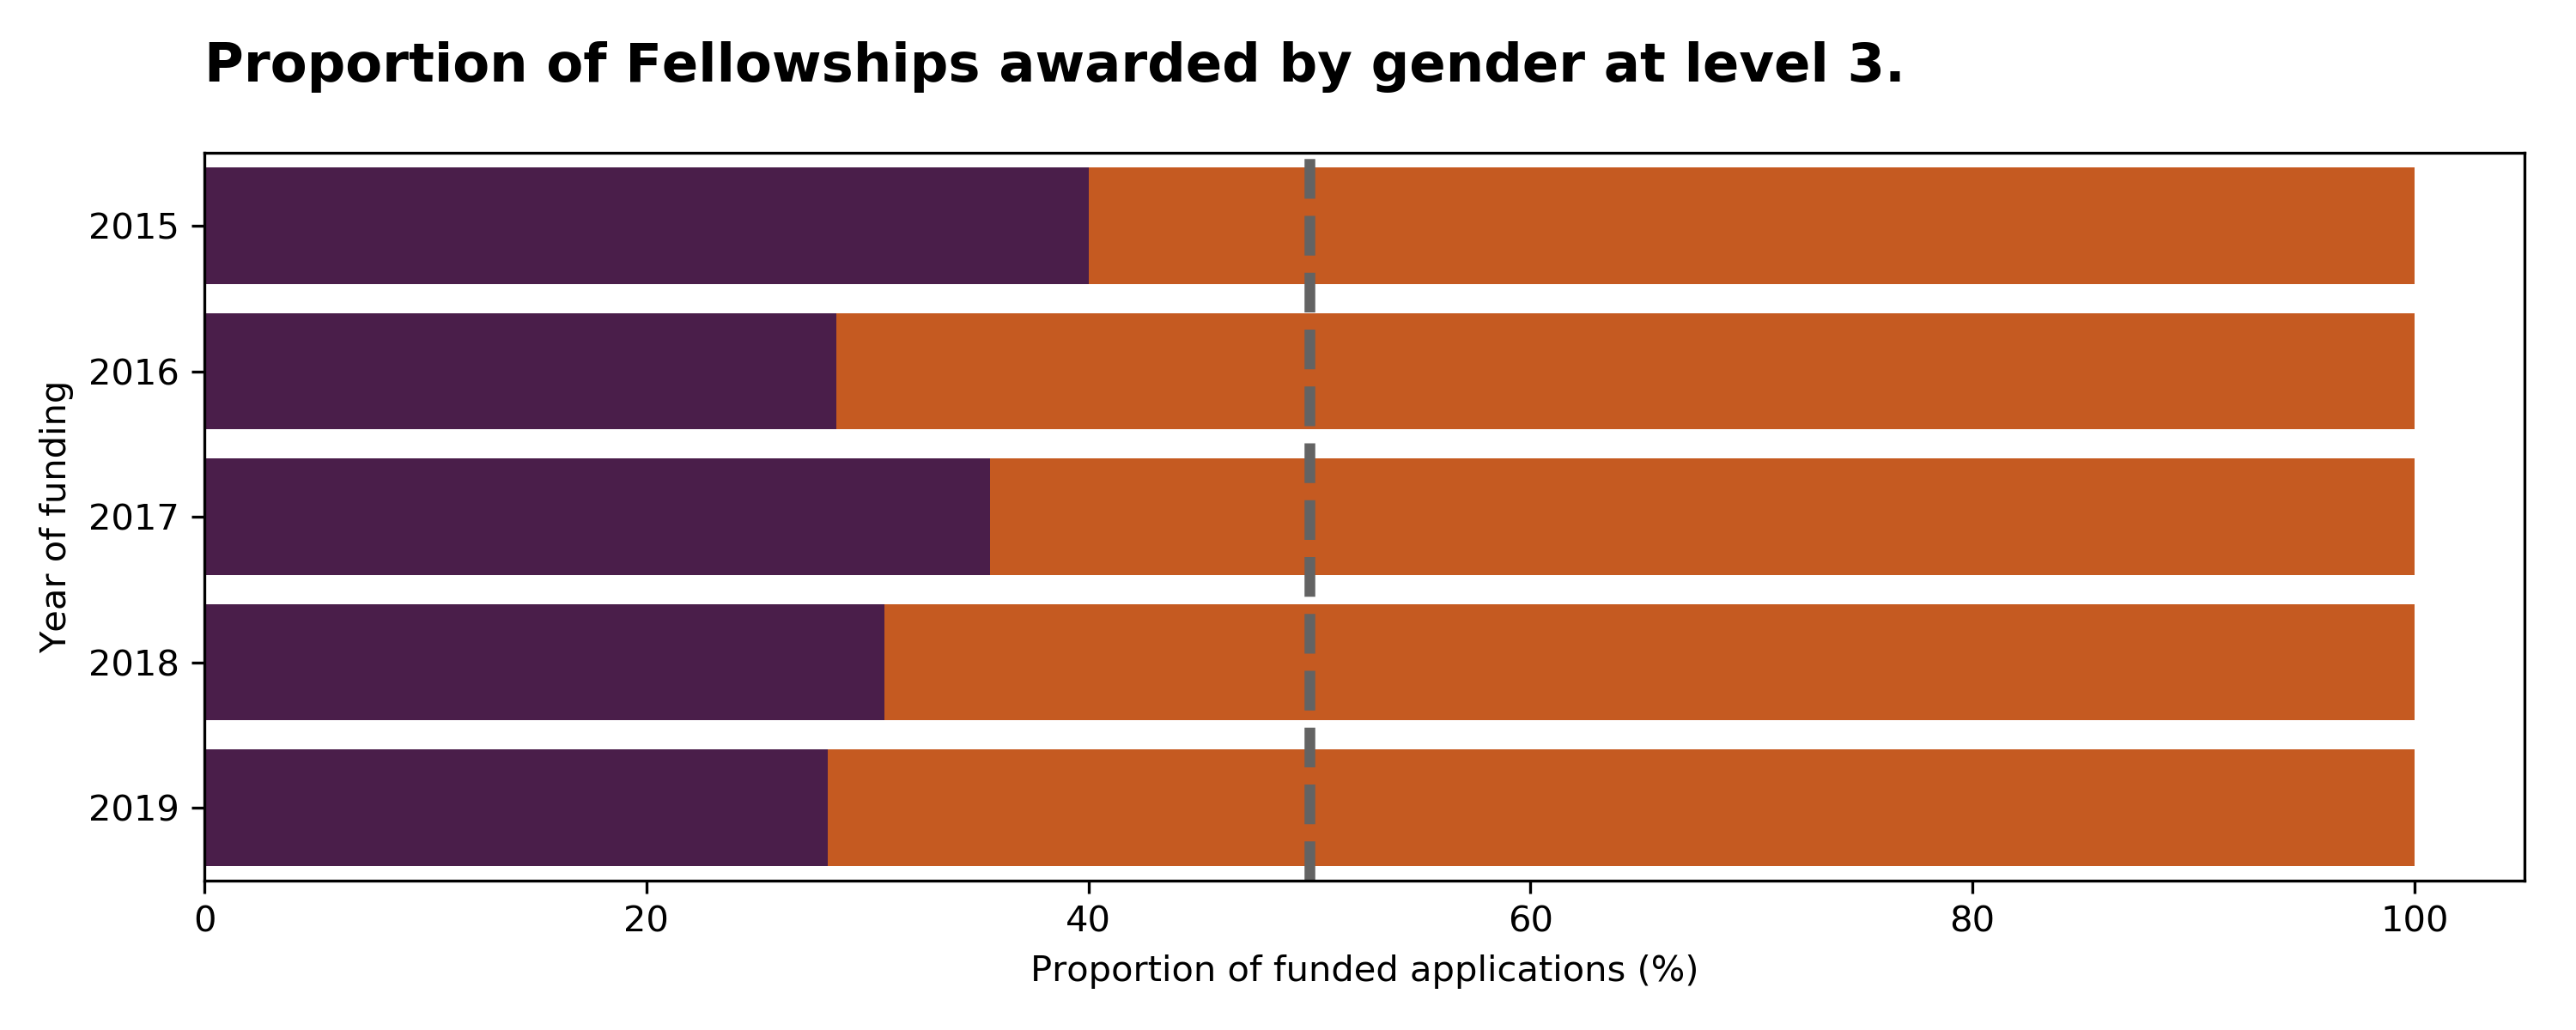 Proportion of Fellowships awarded by gender at level 3.
Year of funding
2015
2016
2017
2018
2019
0 20 40 60 80 100
Proportion of funded applications (%)